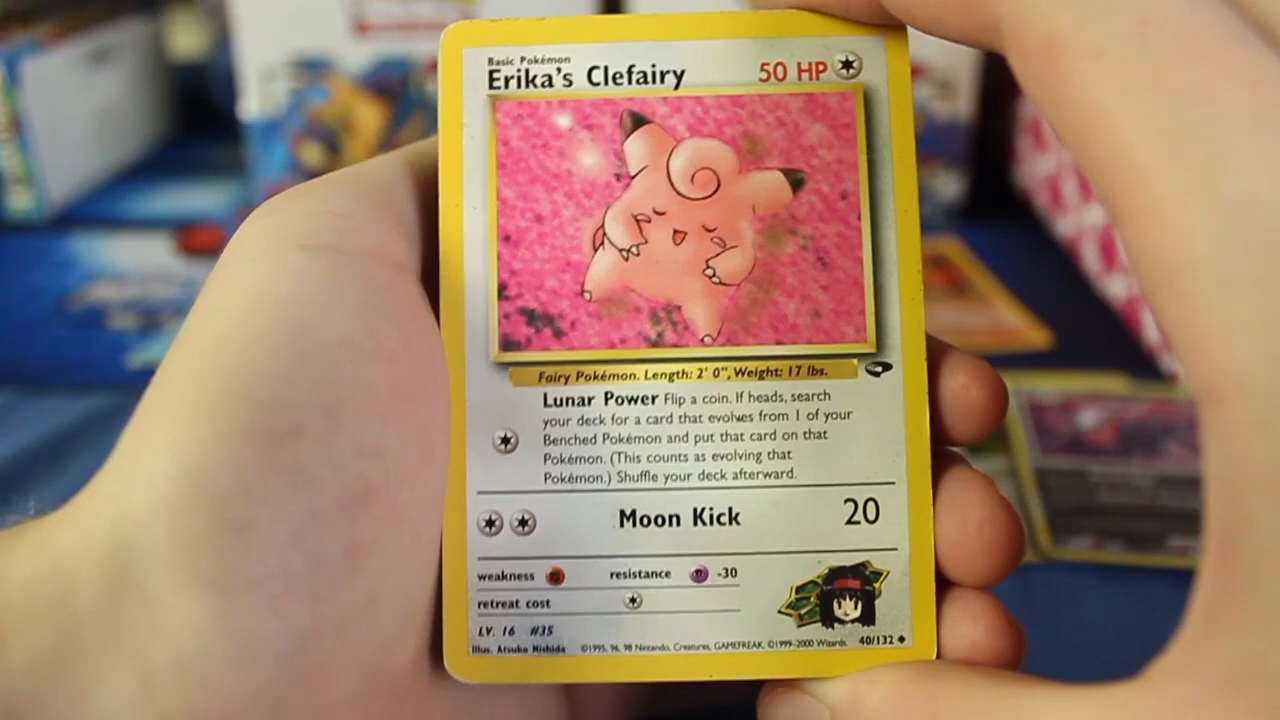 Basic Pokémon
Erika's Clefairy
50 HP
Fairy Pokémon. Length: 2' 0", Weight: 17 lbs.
Lunar Power Flip a coin. If heads, search
your deck for a card that evolves from 1 of your
Benched Pokémon and put that card on that
Pokémon. (This counts as evolving that
Pokémon.) Shuffle your deck afterward.
Moon Kick 20
weakness resistance -30
retreat cost
LV. 16 #35
Illus. Atsuko Nishida ©1995, 96, 98 Nintendo, Creatures, GAMEFREAK. ©1999-2000 Wizards. 40/132